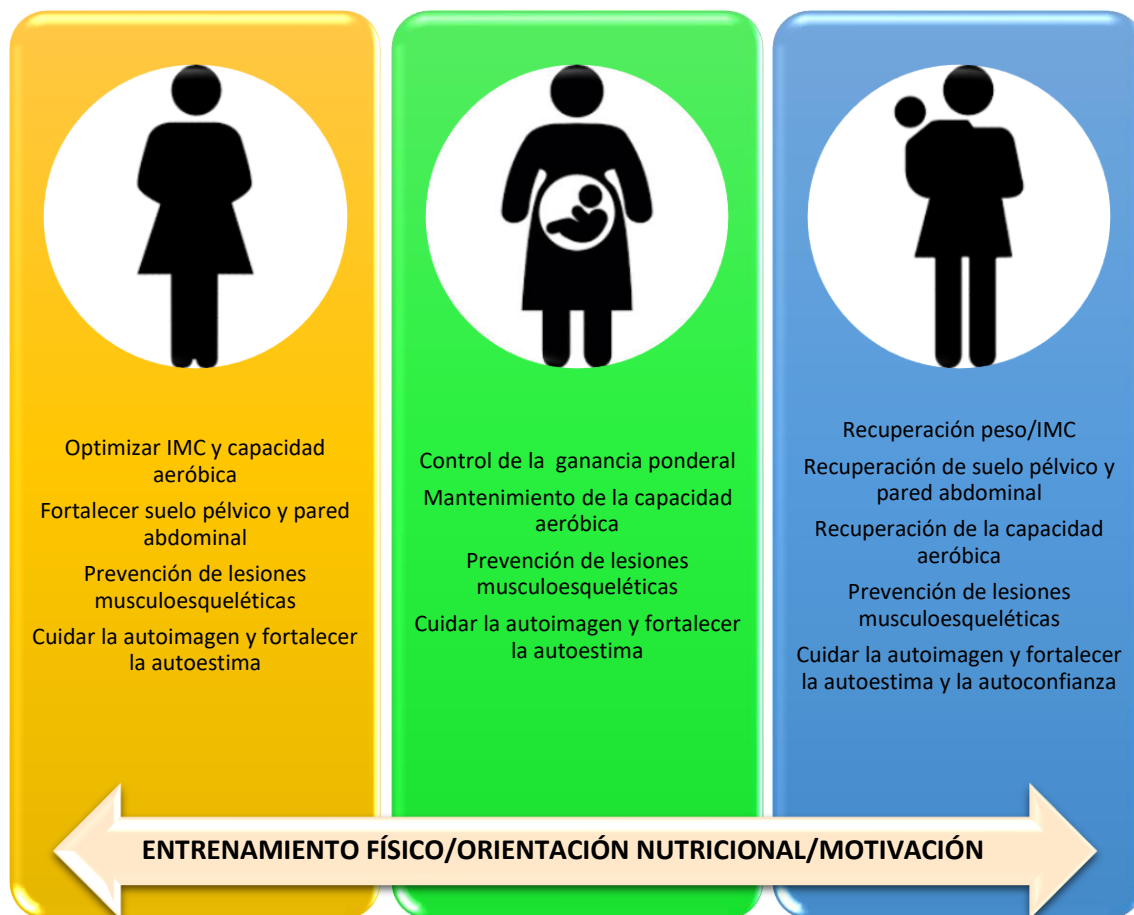 Optimizar IMC y capacidad
aeróbica
Fortalecer suelo pélvico y pared
abdominal
Prevención de lesiones
musculoesqueléticas
Cuidar la autoimagen y fortalecer
la autoestima
Control de la ganancia ponderal
Mantenimiento de la capacidad
aeróbica
Prevención de lesiones
musculoesqueléticas
Cuidar la autoimagen y fortalecer
la autoestima
Recuperación peso/IMC
Recuperación de suelo pélvico y
pared abdominal
Recuperación de la capacidad
aeróbica
Prevención de lesiones
musculoesqueléticas
Cuidar la autoimagen y fortalecer
la autoestima y la autoconfianza
ENTRENAMIENTO FÍSICO/ORIENTACIÓN NUTRICIONAL/MOTIVACIÓN